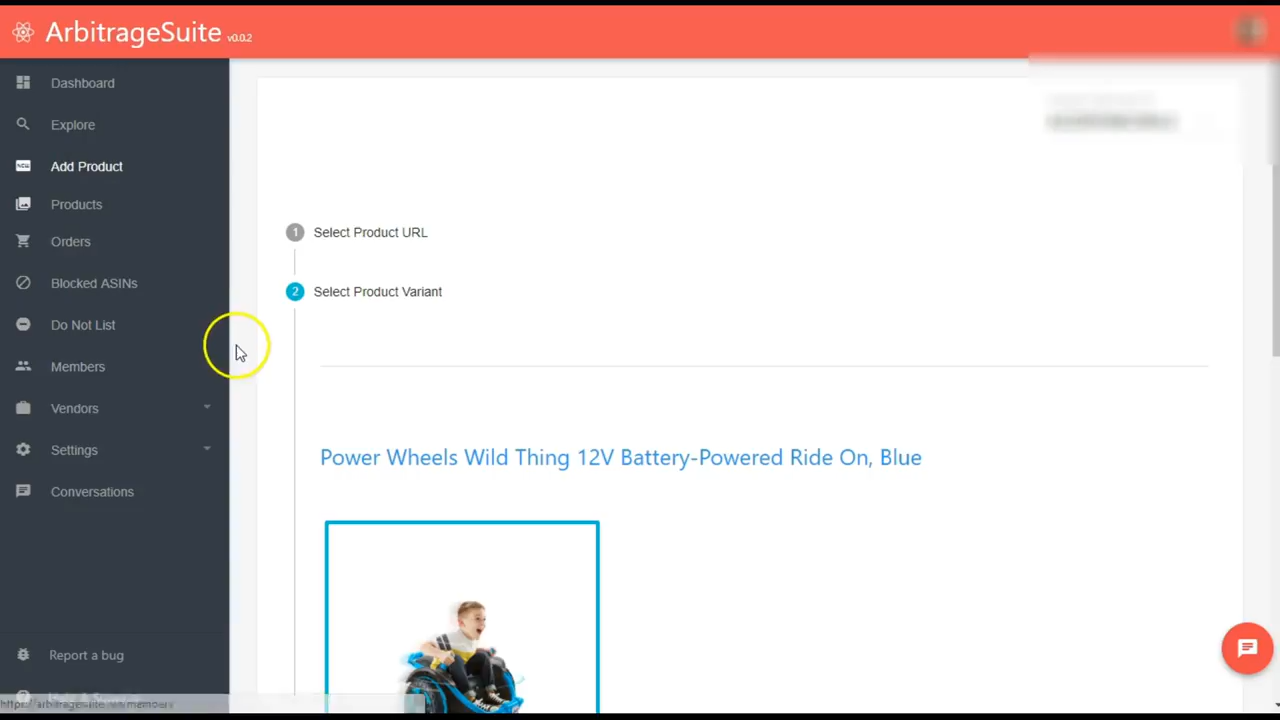 ArbitrageSuite v0.0.2
Dashboard
Explore
NEW Add Product
Products
Orders
Blocked ASINs
Do Not List
Members
Vendors
Settings
Conversations
Report a bug
1 Select Product URL
2 Select Product Variant
Power Wheels Wild Thing 12V Battery-Powered Ride On, Blue